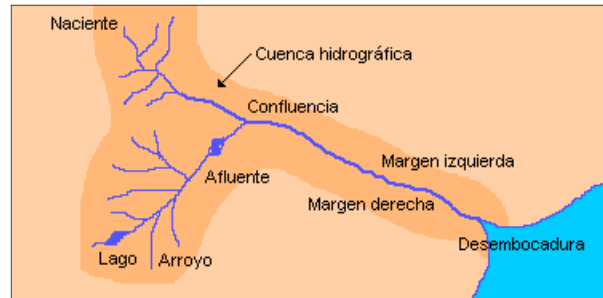 Naciente
Cuenca hidrográfica
Confluencia
Margen izquierda
Afluente
Margen derecha
Desembocadura
Lago
Arroyo